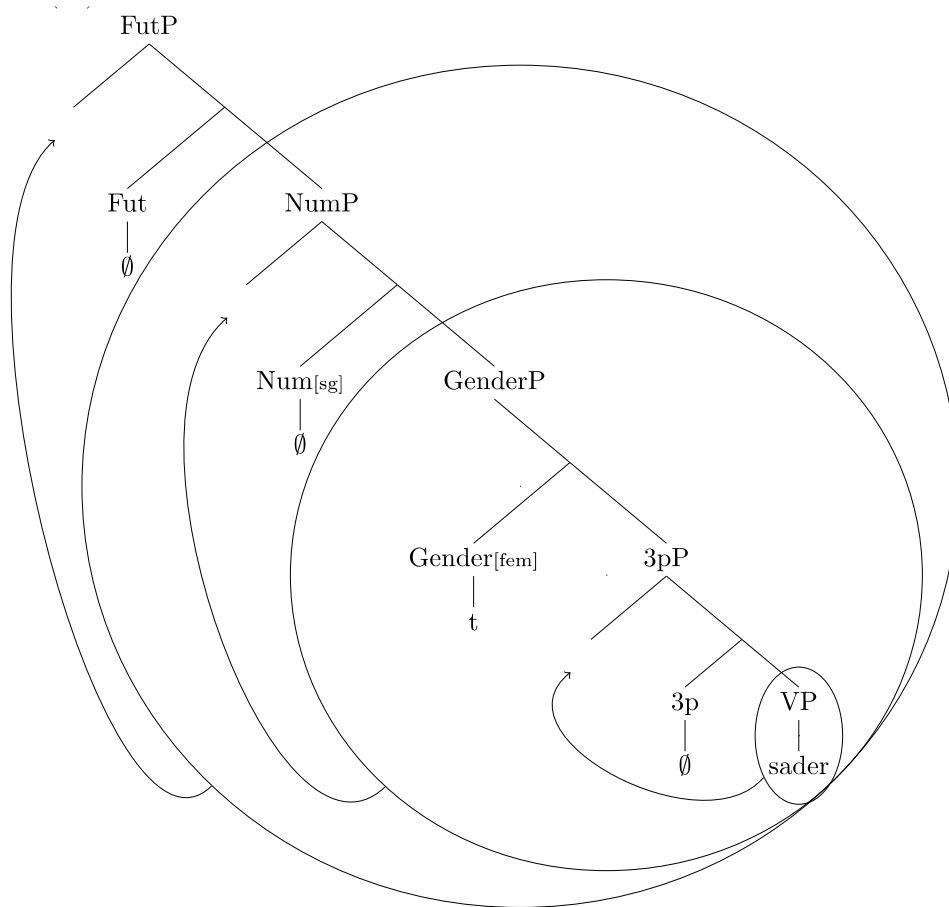 FutP
Fut
NumP
∅
Num[sg]
GenderP
∅
Gender[fem]
3pP
t
3p
VP
∅
sader